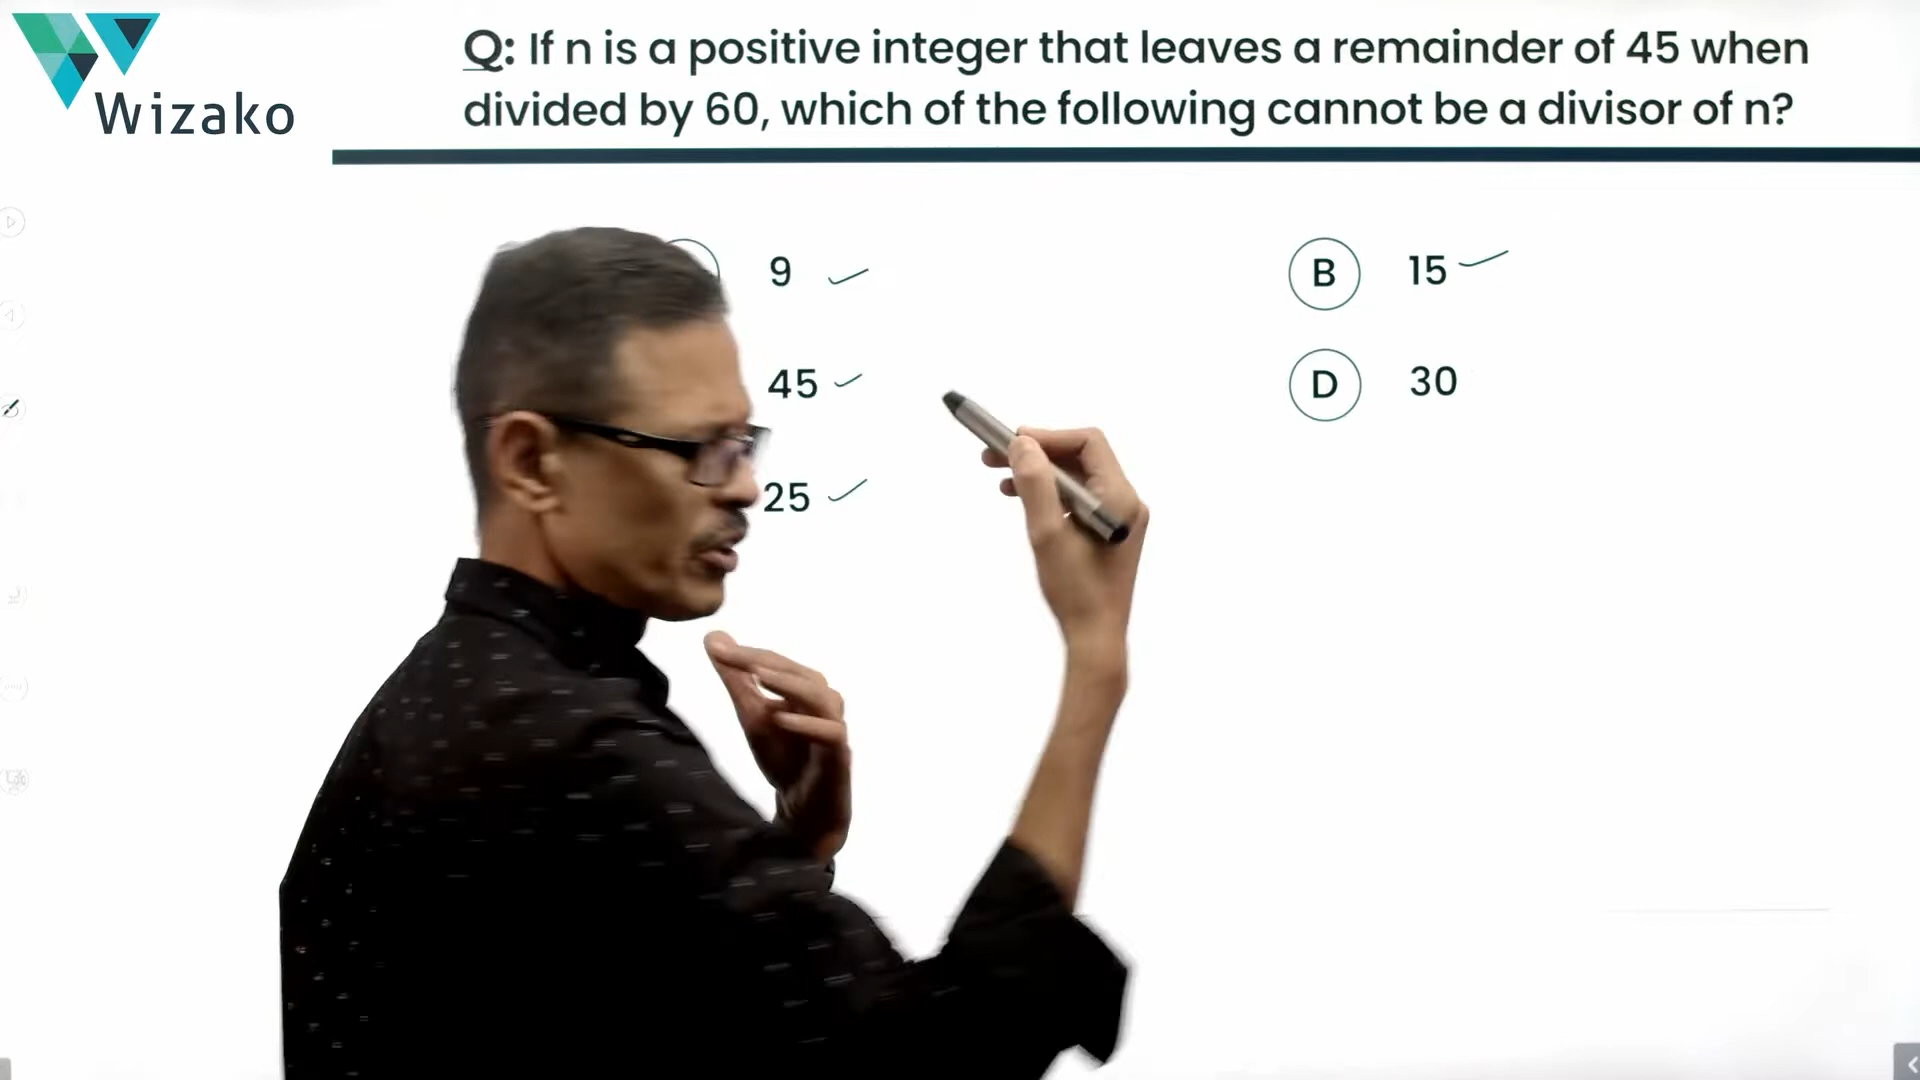 Wizako
Q: If n is a positive integer that leaves a remainder of 45 when
divided by 60, which of the following cannot be a divisor of n?
9
B 15
45
D 30
25